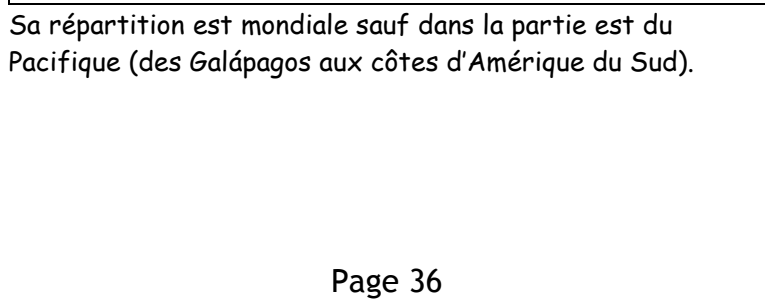 Sa répartition est mondiale sauf dans la partie est du
Pacifique (des Galápagos aux côtes d’Amérique du Sud).
Page 36